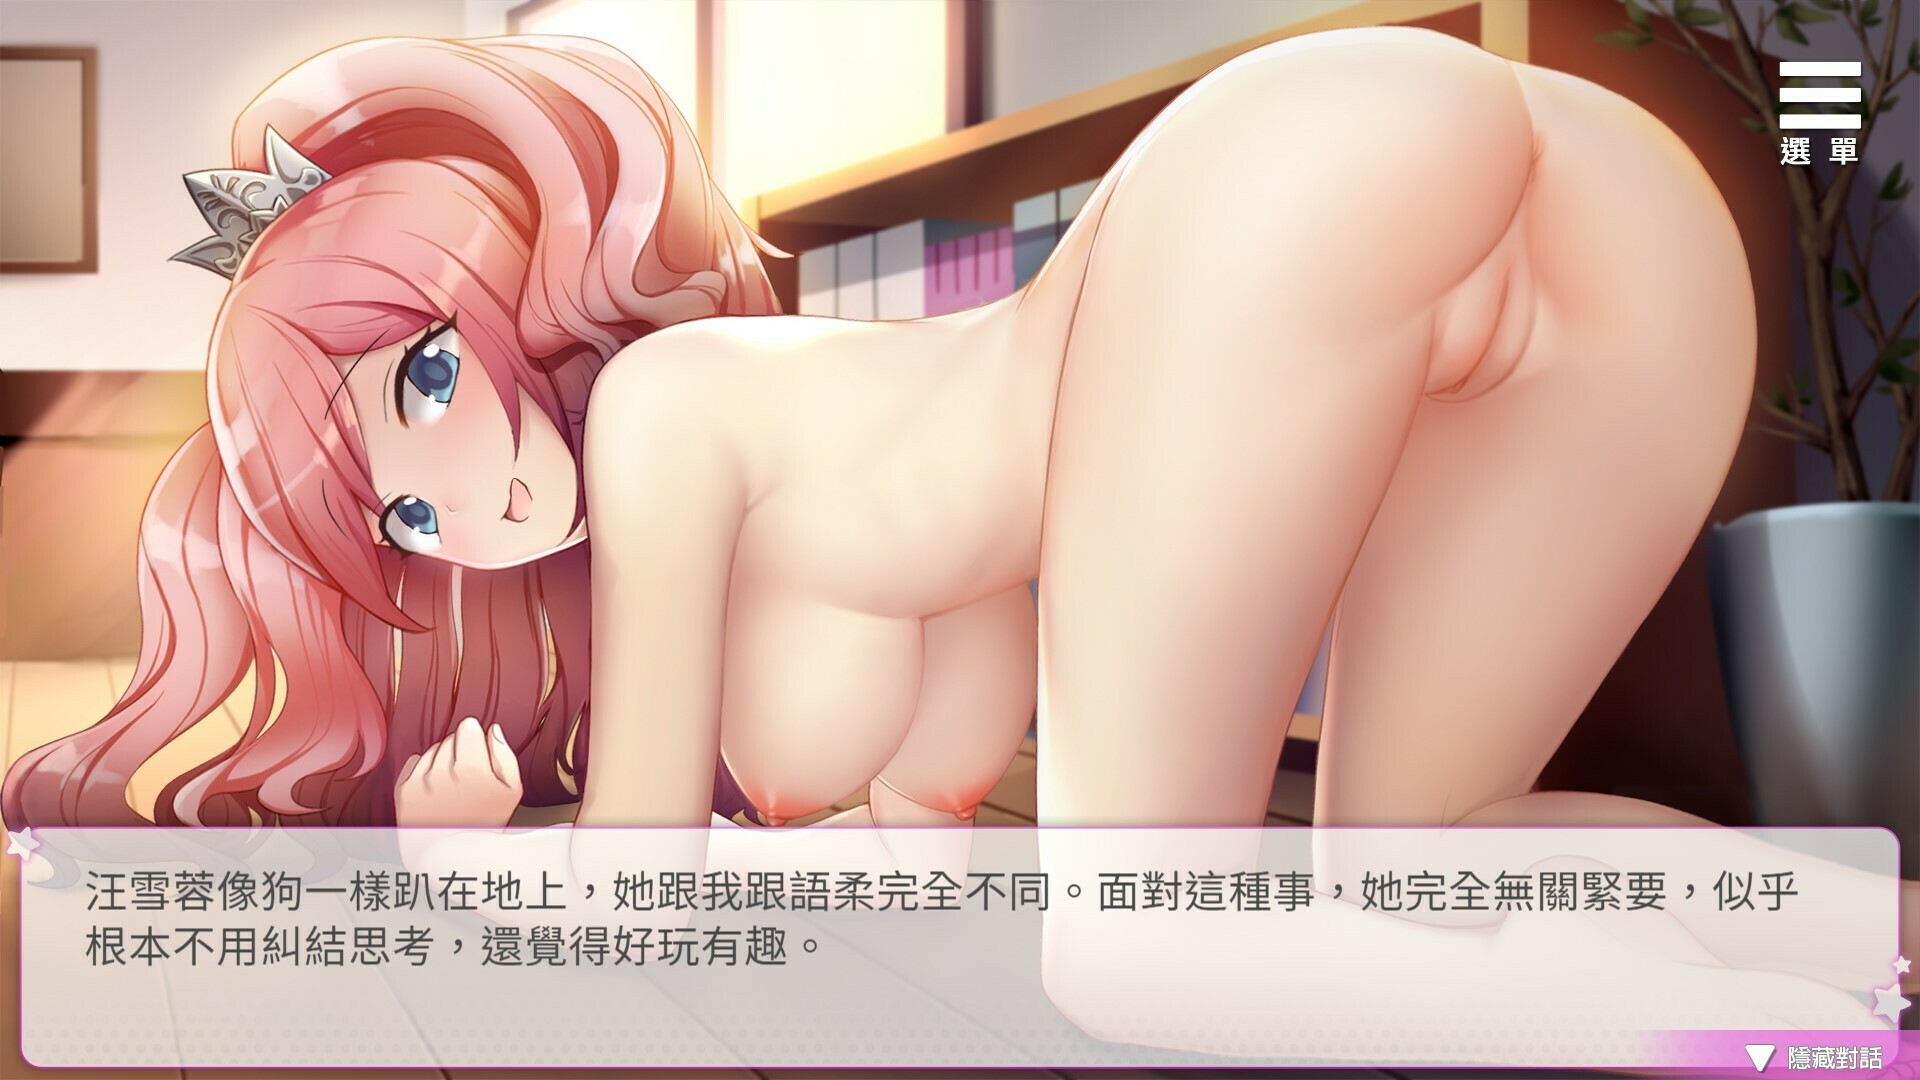 選單
汪雪蓉像狗一樣趴在地上，她跟我跟語柔完全不同。面對這種事，她完全無關緊要，似乎
根本不用糾結思考，還覺得好玩有趣。
隱藏對話